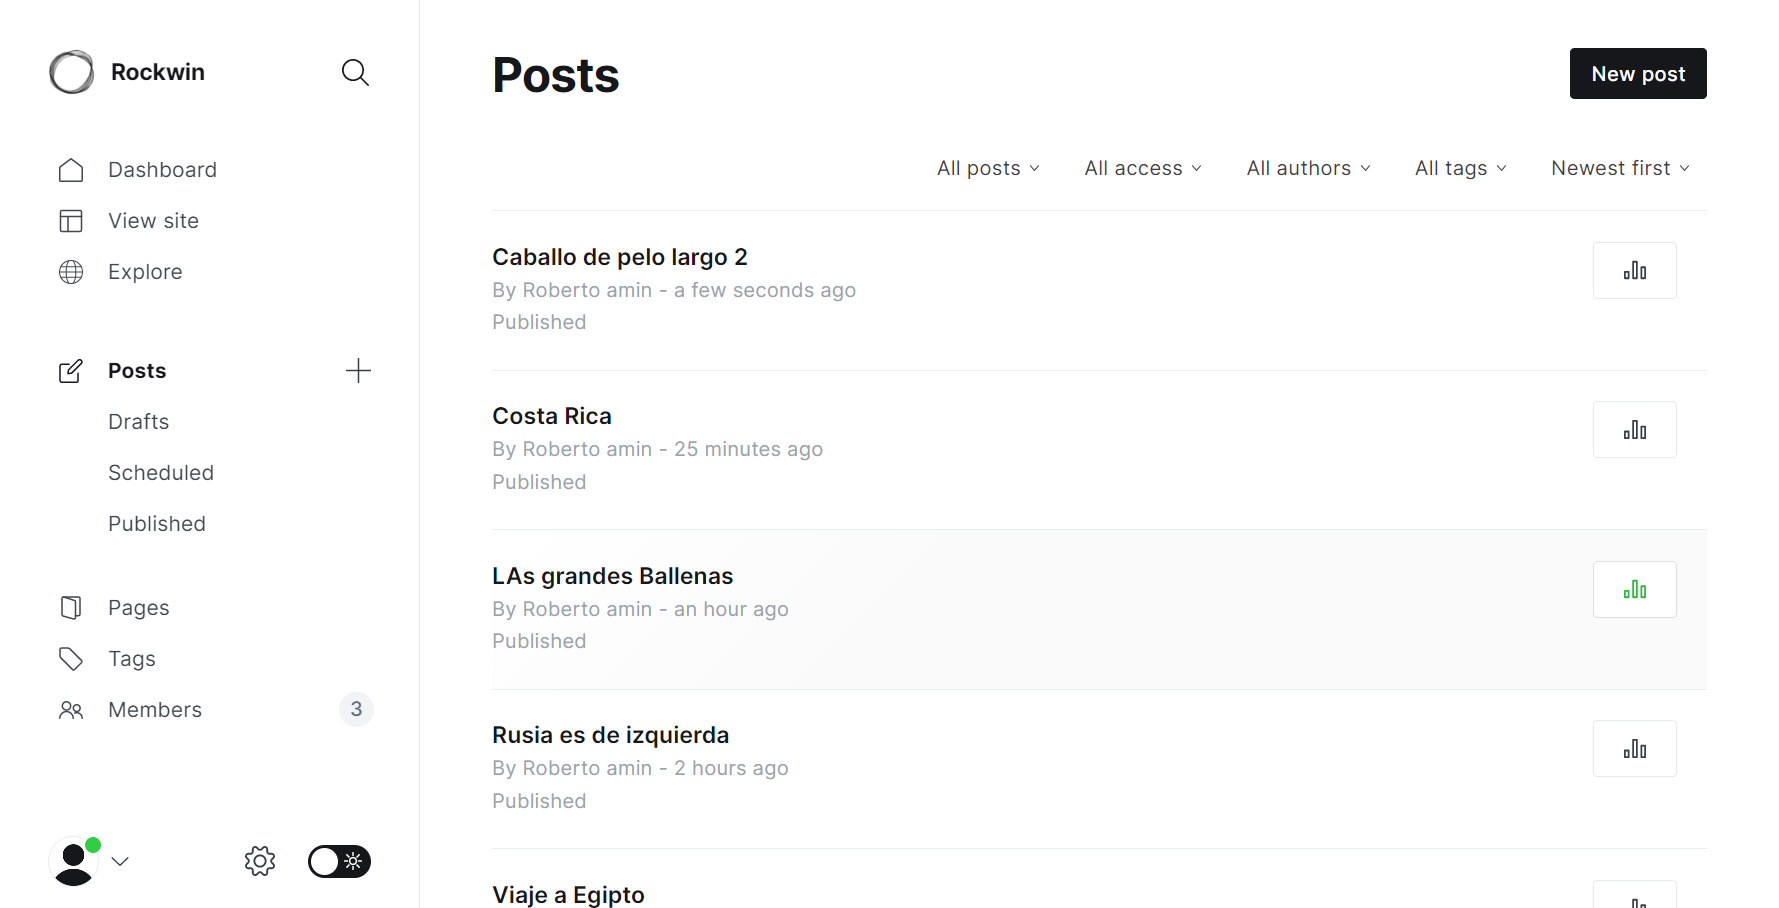 Rockwin
Dashboard
View site
Explore
Posts
Drafts
Scheduled
Published
Pages
Tags
Members
3
Posts
New post
All posts
All access
All authors
All tags
Newest first
Caballo de pelo largo 2
By Roberto amin - a few seconds ago
Published
Costa Rica
By Roberto amin - 25 minutes ago
Published
LAs grandes Ballenas
By Roberto amin - an hour ago
Published
Rusia es de izquierda
By Roberto amin - 2 hours ago
Published
Viaje a Egipto